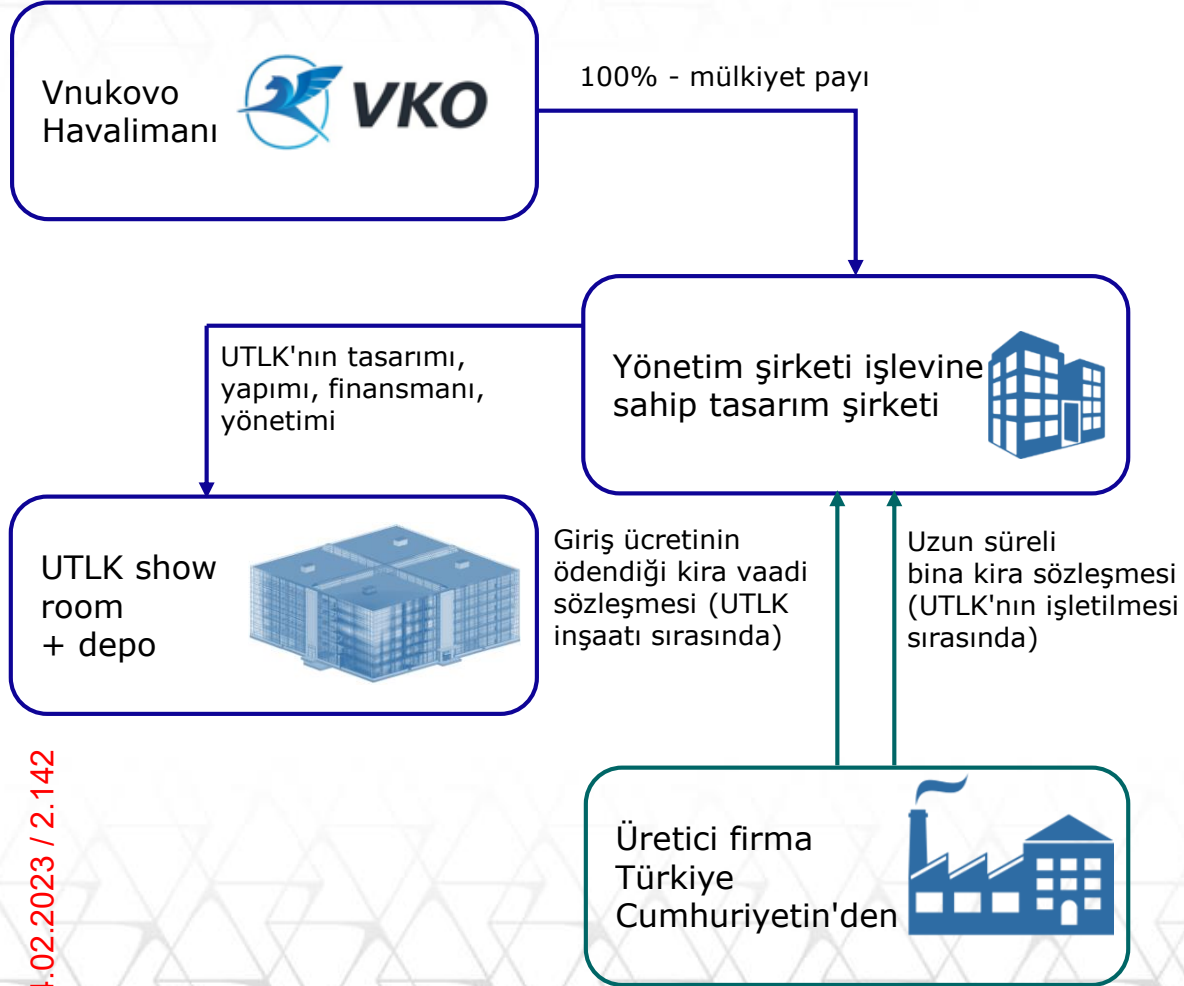 Vnukovo
Havalimanı
VKO
100% - mülkiyet payı
Yönetim şirketi işlevine
sahip tasarım şirketi
UTLK'nın tasarımı,
yapımı, finansmanı,
yönetimi
UTLK show
room
+ depo
Giriş ücretinin
ödendiği kira vaadi
sözleşmesi (UTLK
inşaatı sırasında)
Uzun süreli
bina kira sözleşmesi
(UTLK'nın işletilmesi
sırasında)
Üretici firma
Türkiye
Cumhuriyetin'den
.02.2023 / 2.142